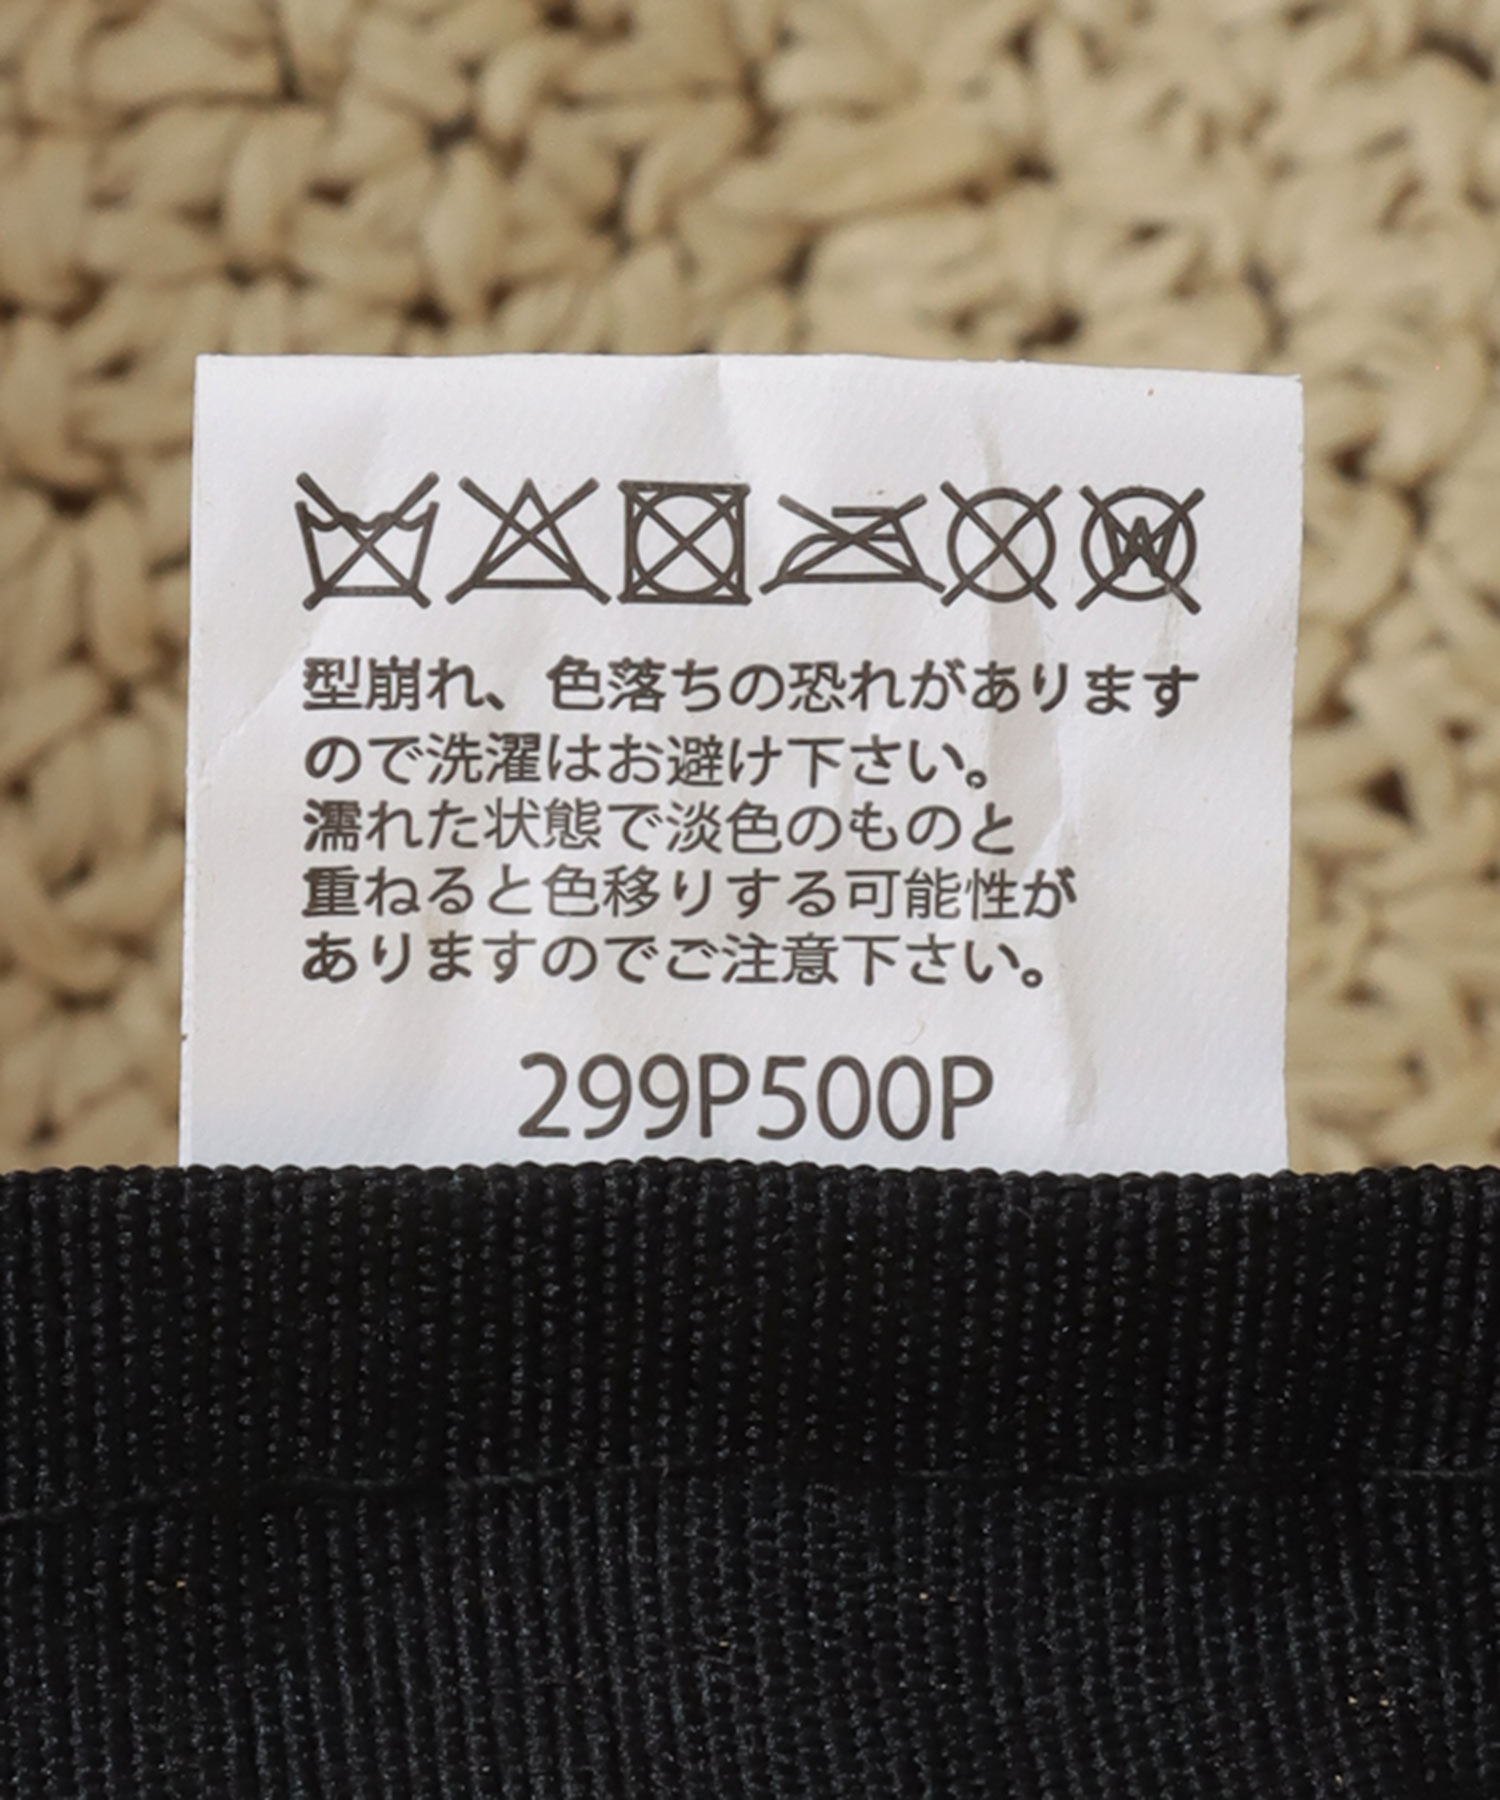 型崩れ、色落ちの恐れがあります
ので洗濯はお避け下さい。
濡れた状態で淡色のものと
重ねると色移りする可能性が
ありますのでご注意下さい。
299P500P